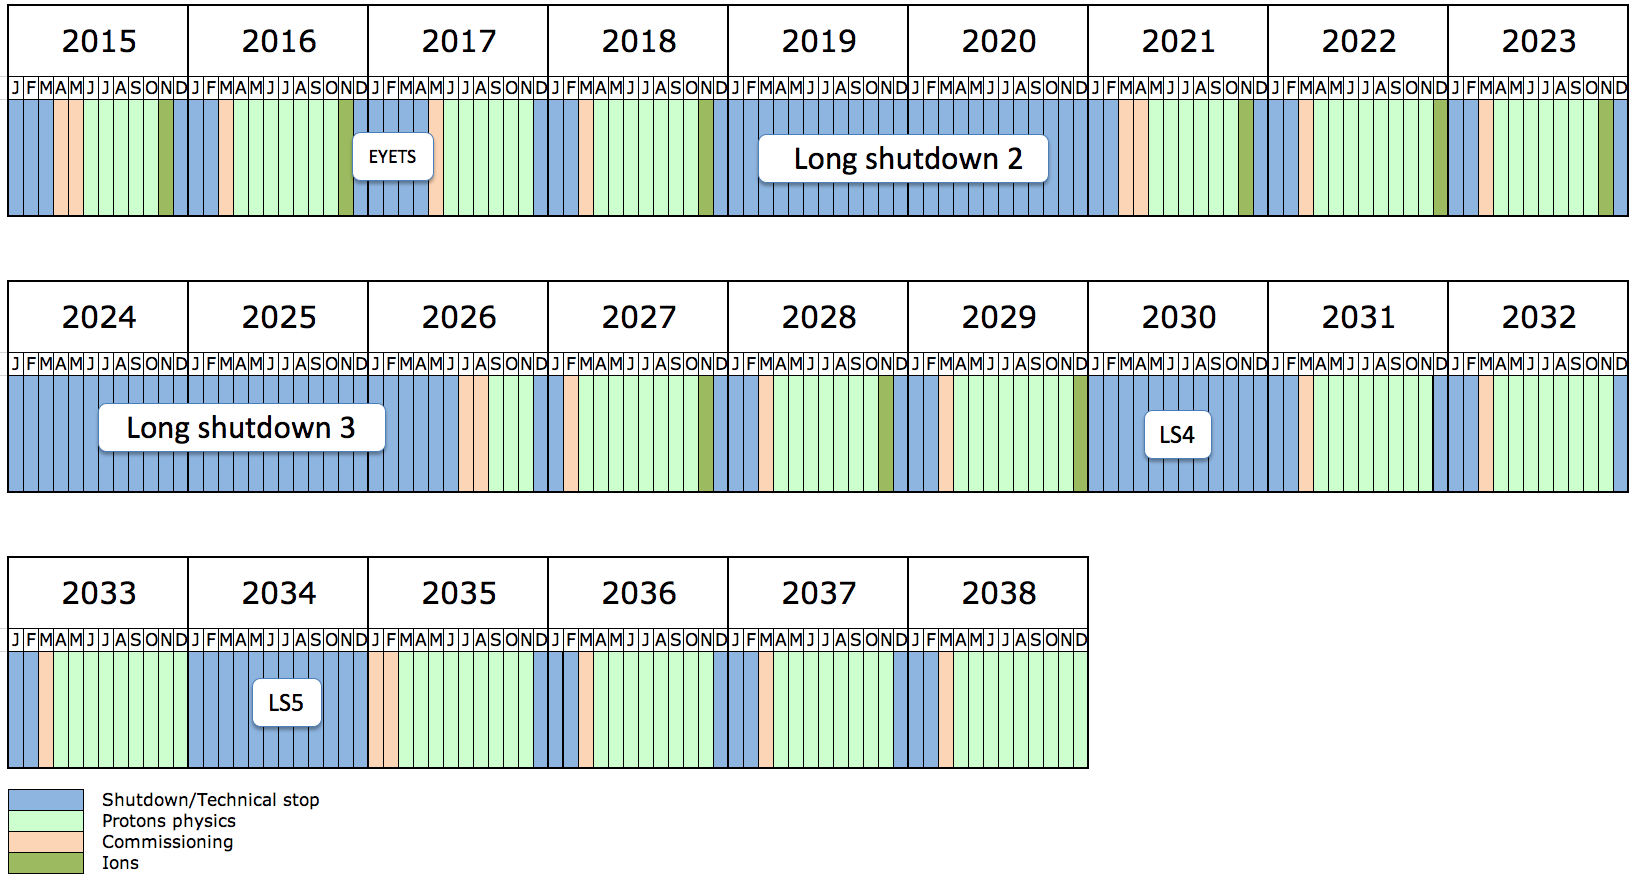 2015 2016 2017 2018 2019 2020 2021 2022 2023
J F M A M J J A S O N D J F M A M J J A S O N D J F M A M J J A S O N D J F M A M J J A S O N D J F M A M J J A S O N D J F M A M J J A S O N D J F M A M J J A S O N D J F M A M J J A S O N D J F M A M J J A S O N D
EYETS Long shutdown 2
2024 2025 2026 2027 2028 2029 2030 2031 2032
J F M A M J J A S O N D J F M A M J J A S O N D J F M A M J J A S O N D J F M A M J J A S O N D J F M A M J J A S O N D J F M A M J J A S O N D J F M A M J J A S O N D J F M A M J J A S O N D J F M A M J J A S O N D
Long shutdown 3 LS4
2033 2034 2035 2036 2037 2038
J F M A M J J A S O N D J F M A M J J A S O N D J F M A M J J A S O N D J F M A M J J A S O N D J F M A M J J A S O N D J F M A M J J A S O N D
LS5
Shutdown/Technical stop
Protons physics
Commissioning
Ions